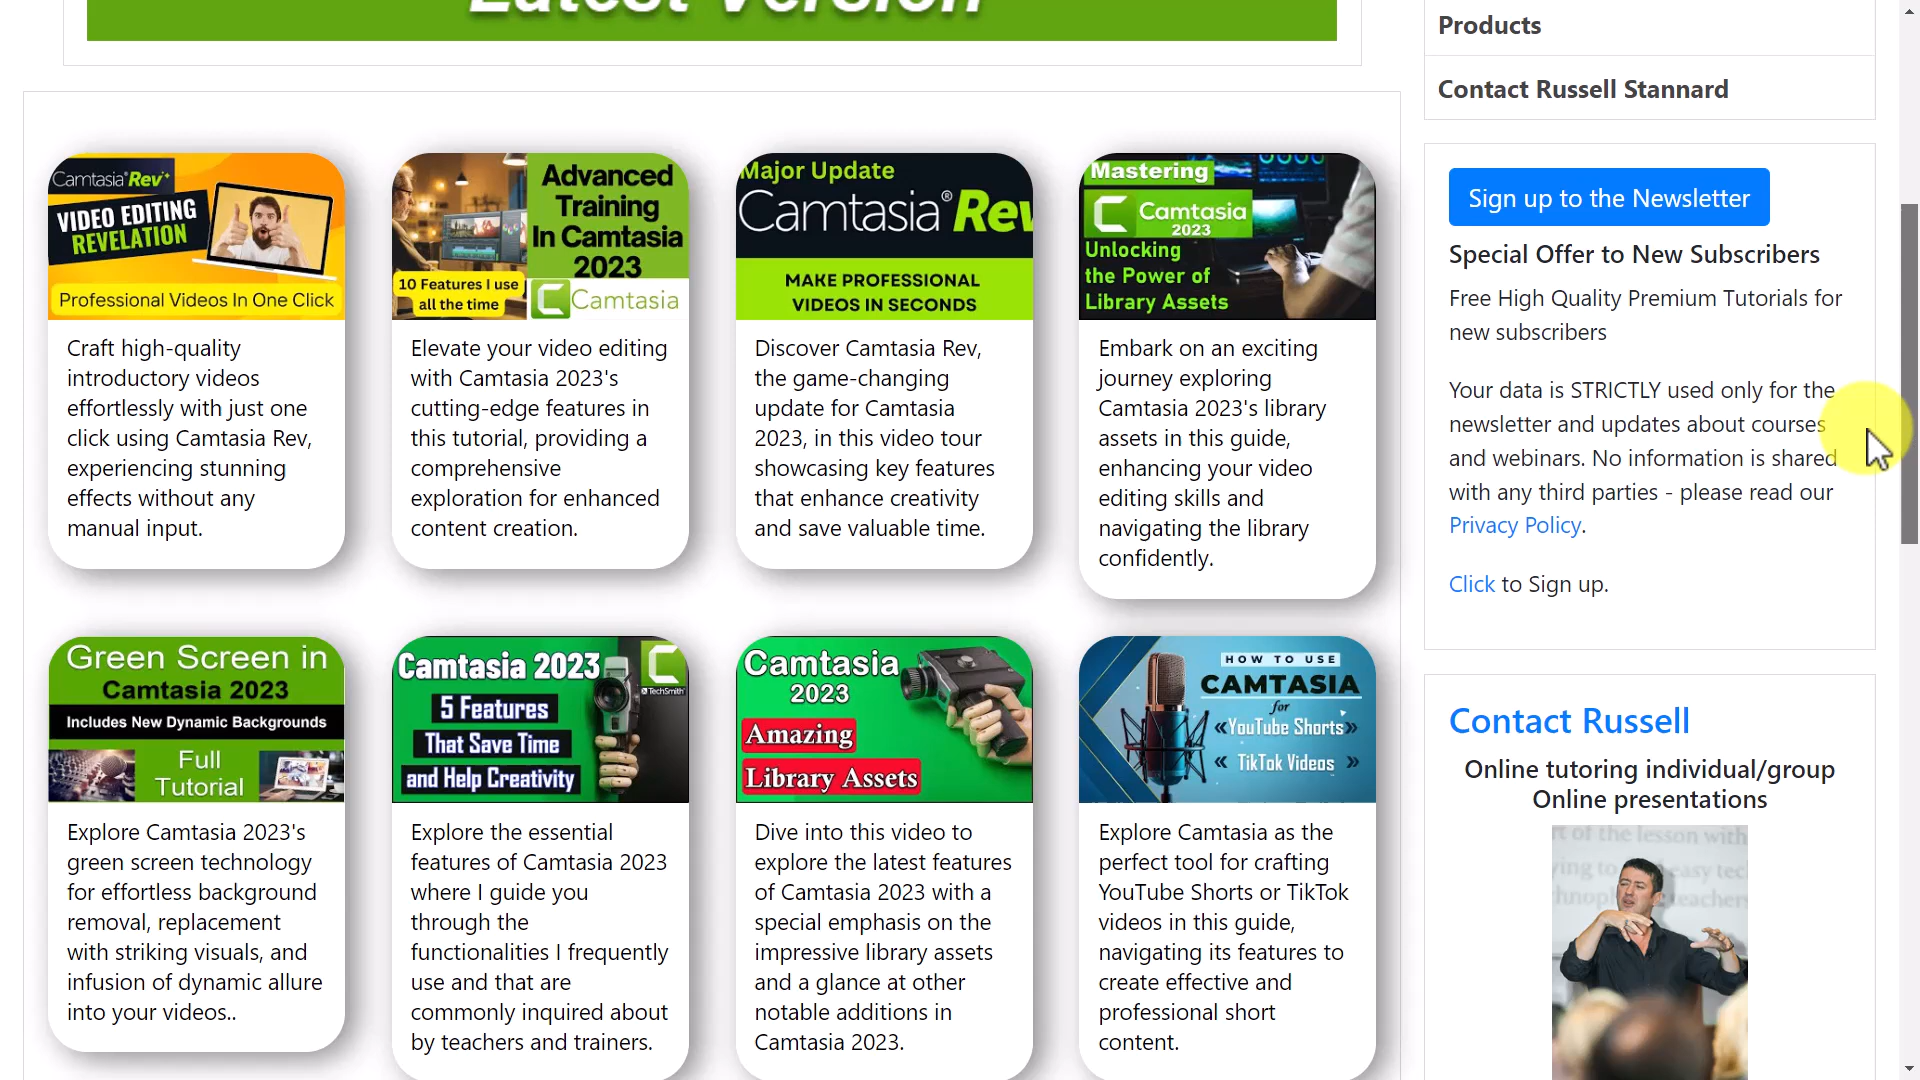 Latest Version
Camtasia® Rev
VIDEO EDITING
REVELATION
Professional Videos In One Click
Craft high-quality
introductory videos
effortlessly with just one
click using Camtasia Rev,
experiencing stunning
effects without any
manual input.
Advanced
Training
In Camtasia
2023
10 Features I use
all the time
Camtasia
Elevate your video editing
with Camtasia 2023's
cutting-edge features in
this tutorial, providing a
comprehensive
exploration for enhanced
content creation.
Major Update
Camtasia® Rev
MAKE PROFESSIONAL
VIDEOS IN SECONDS
Discover Camtasia Rev,
the game-changing
update for Camtasia
2023, in this video tour
showcasing key features
that enhance creativity
and save valuable time.
Mastering
Camtasia
2023
Unlocking
the Power of
Library Assets
Embark on an exciting
journey exploring
Camtasia 2023's library
assets in this guide,
enhancing your video
editing skills and
navigating the library
confidently.
Green Screen in
Camtasia 2023
Includes New Dynamic Backgrounds
Full
Tutorial
Explore Camtasia 2023's
green screen technology
for effortless background
removal, replacement
with striking visuals, and
infusion of dynamic allure
into your videos..
Camtasia 2023
TechSmith
5 Features
That Save Time
and Help Creativity
Explore the essential
features of Camtasia 2023
where I guide you
through the
functionalities I frequently
use and that are
commonly inquired about
by teachers and trainers.
Camtasia
2023
Amazing
Library Assets
Dive into this video to
explore the latest features
of Camtasia 2023 with a
special emphasis on the
impressive library assets
and a glance at other
notable additions in
Camtasia 2023.
HOW TO USE
CAMTASIA
for
«YouTube Shorts»
« TikTok Videos »
Explore Camtasia as the
perfect tool for crafting
YouTube Shorts or TikTok
videos in this guide,
navigating its features to
create effective and
professional short
content.
Products
Contact Russell Stannard
Sign up to the Newsletter
Special Offer to New Subscribers
Free High Quality Premium Tutorials for
new subscribers
Your data is STRICTLY used only for the
newsletter and updates about courses
and webinars. No information is shared
with any third parties - please read our
Privacy Policy.
Click to Sign up.
Contact Russell
Online tutoring individual/group
Online presentations